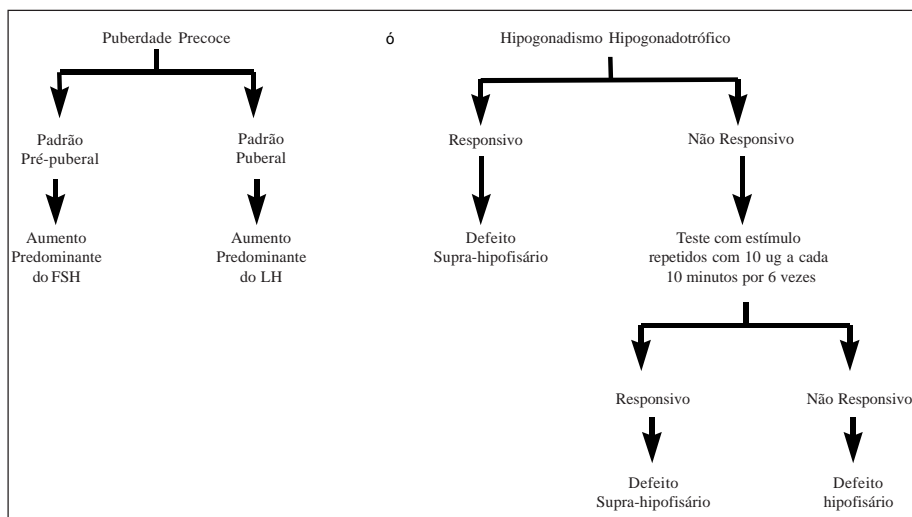 Puberdade Precoce
ó
Hipogonadismo Hipogonadotrófico
Padrão
Pré-puberal
Padrão
Puberal
Responsivo
Não Responsivo
Aumento
Predominante
do FSH
Aumento
Predominante
do LH
Defeito
Supra-hipofisário
Teste com estímulo
repetidos com 10 ug a cada
10 minutos por 6 vezes
Responsivo
Não Responsivo
Defeito
Supra-hipofisário
Defeito
hipofisário